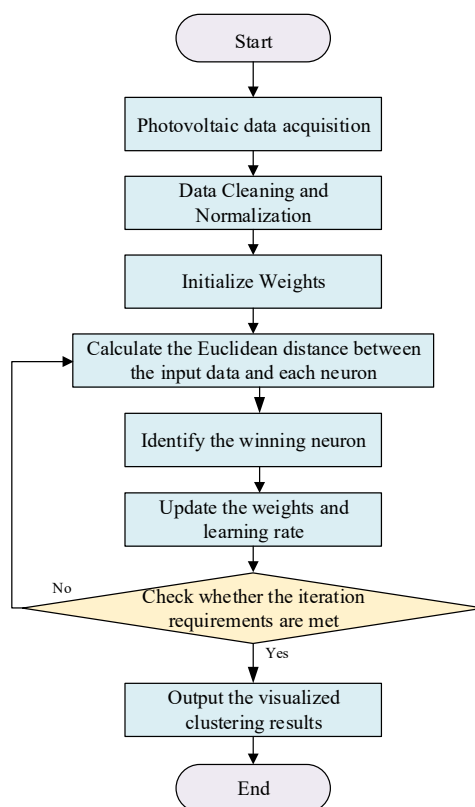 Start
Photovoltaic data acquisition
Data Cleaning and
Normalization
Initialize Weights
Calculate the Euclidean distance between
the input data and each neuron
Identify the winning neuron
Update the weights and
learning rate
No
Check whether the iteration
requirements are met
Yes
Output the visualized
clustering results
End